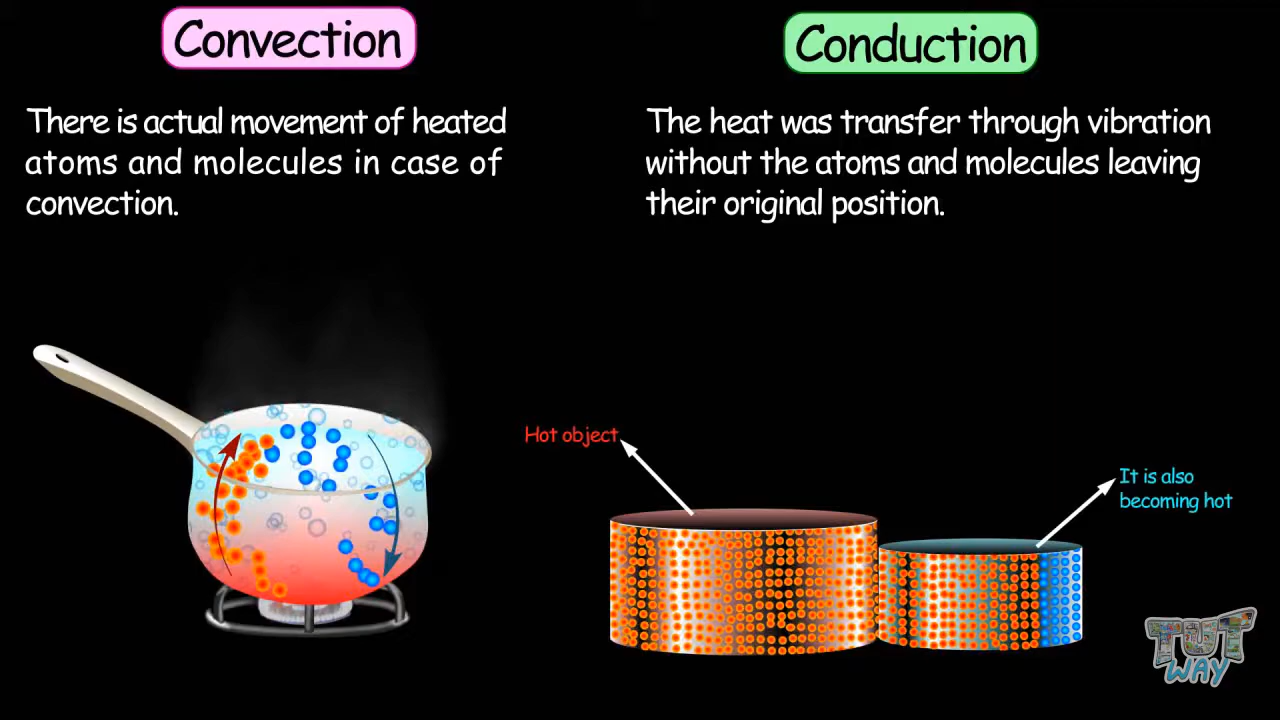 Convection
There is actual movement of heated
atoms and molecules in case of
convection.
Conduction
The heat was transfer through vibration
without the atoms and molecules leaving
their original position.
Hot object
It is also
becoming hot
TUT
WAY